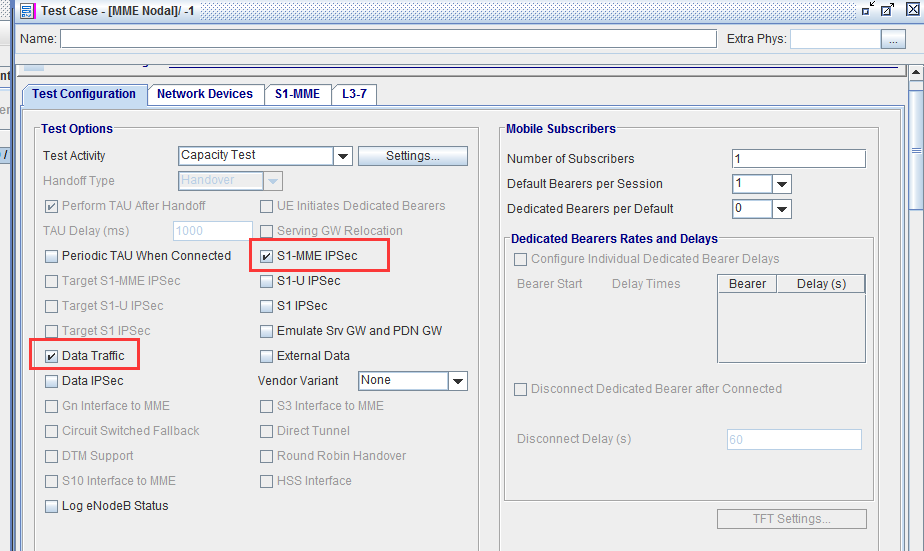 Test Case - [MME Nodal]/ -1
Name:
Extra Phys:
...
Test Configuration
Network Devices
S1-MME
L3-7
Test Options
Test Activity
Capacity Test
Settings...
Handoff Type
Handover
Perform TAU After Handoff
UE Initiates Dedicated Bearers
TAU Delay (ms)
1000
Serving GW Relocation
Periodic TAU When Connected
S1-MME IPSec
Target S1-MME IPSec
S1-U IPSec
Target S1-U IPSec
S1 IPSec
Target S1 IPSec
Emulate Srv GW and PDN GW
Data Traffic
External Data
Data IPSec
Vendor Variant
None
Gn Interface to MME
S3 Interface to MME
Circuit Switched Fallback
Direct Tunnel
DTM Support
Round Robin Handover
S10 Interface to MME
HSS Interface
Log eNodeB Status
Mobile Subscribers
Number of Subscribers
1
Default Bearers per Session
1
Dedicated Bearers per Default
0
Dedicated Bearers Rates and Delays
Configure Individual Dedicated Bearer Delays
Bearer Start
Delay Times
Bearer
Delay (s)
Disconnect Dedicated Bearer after Connected
Disconnect Delay (s)
60
TFT Settings...